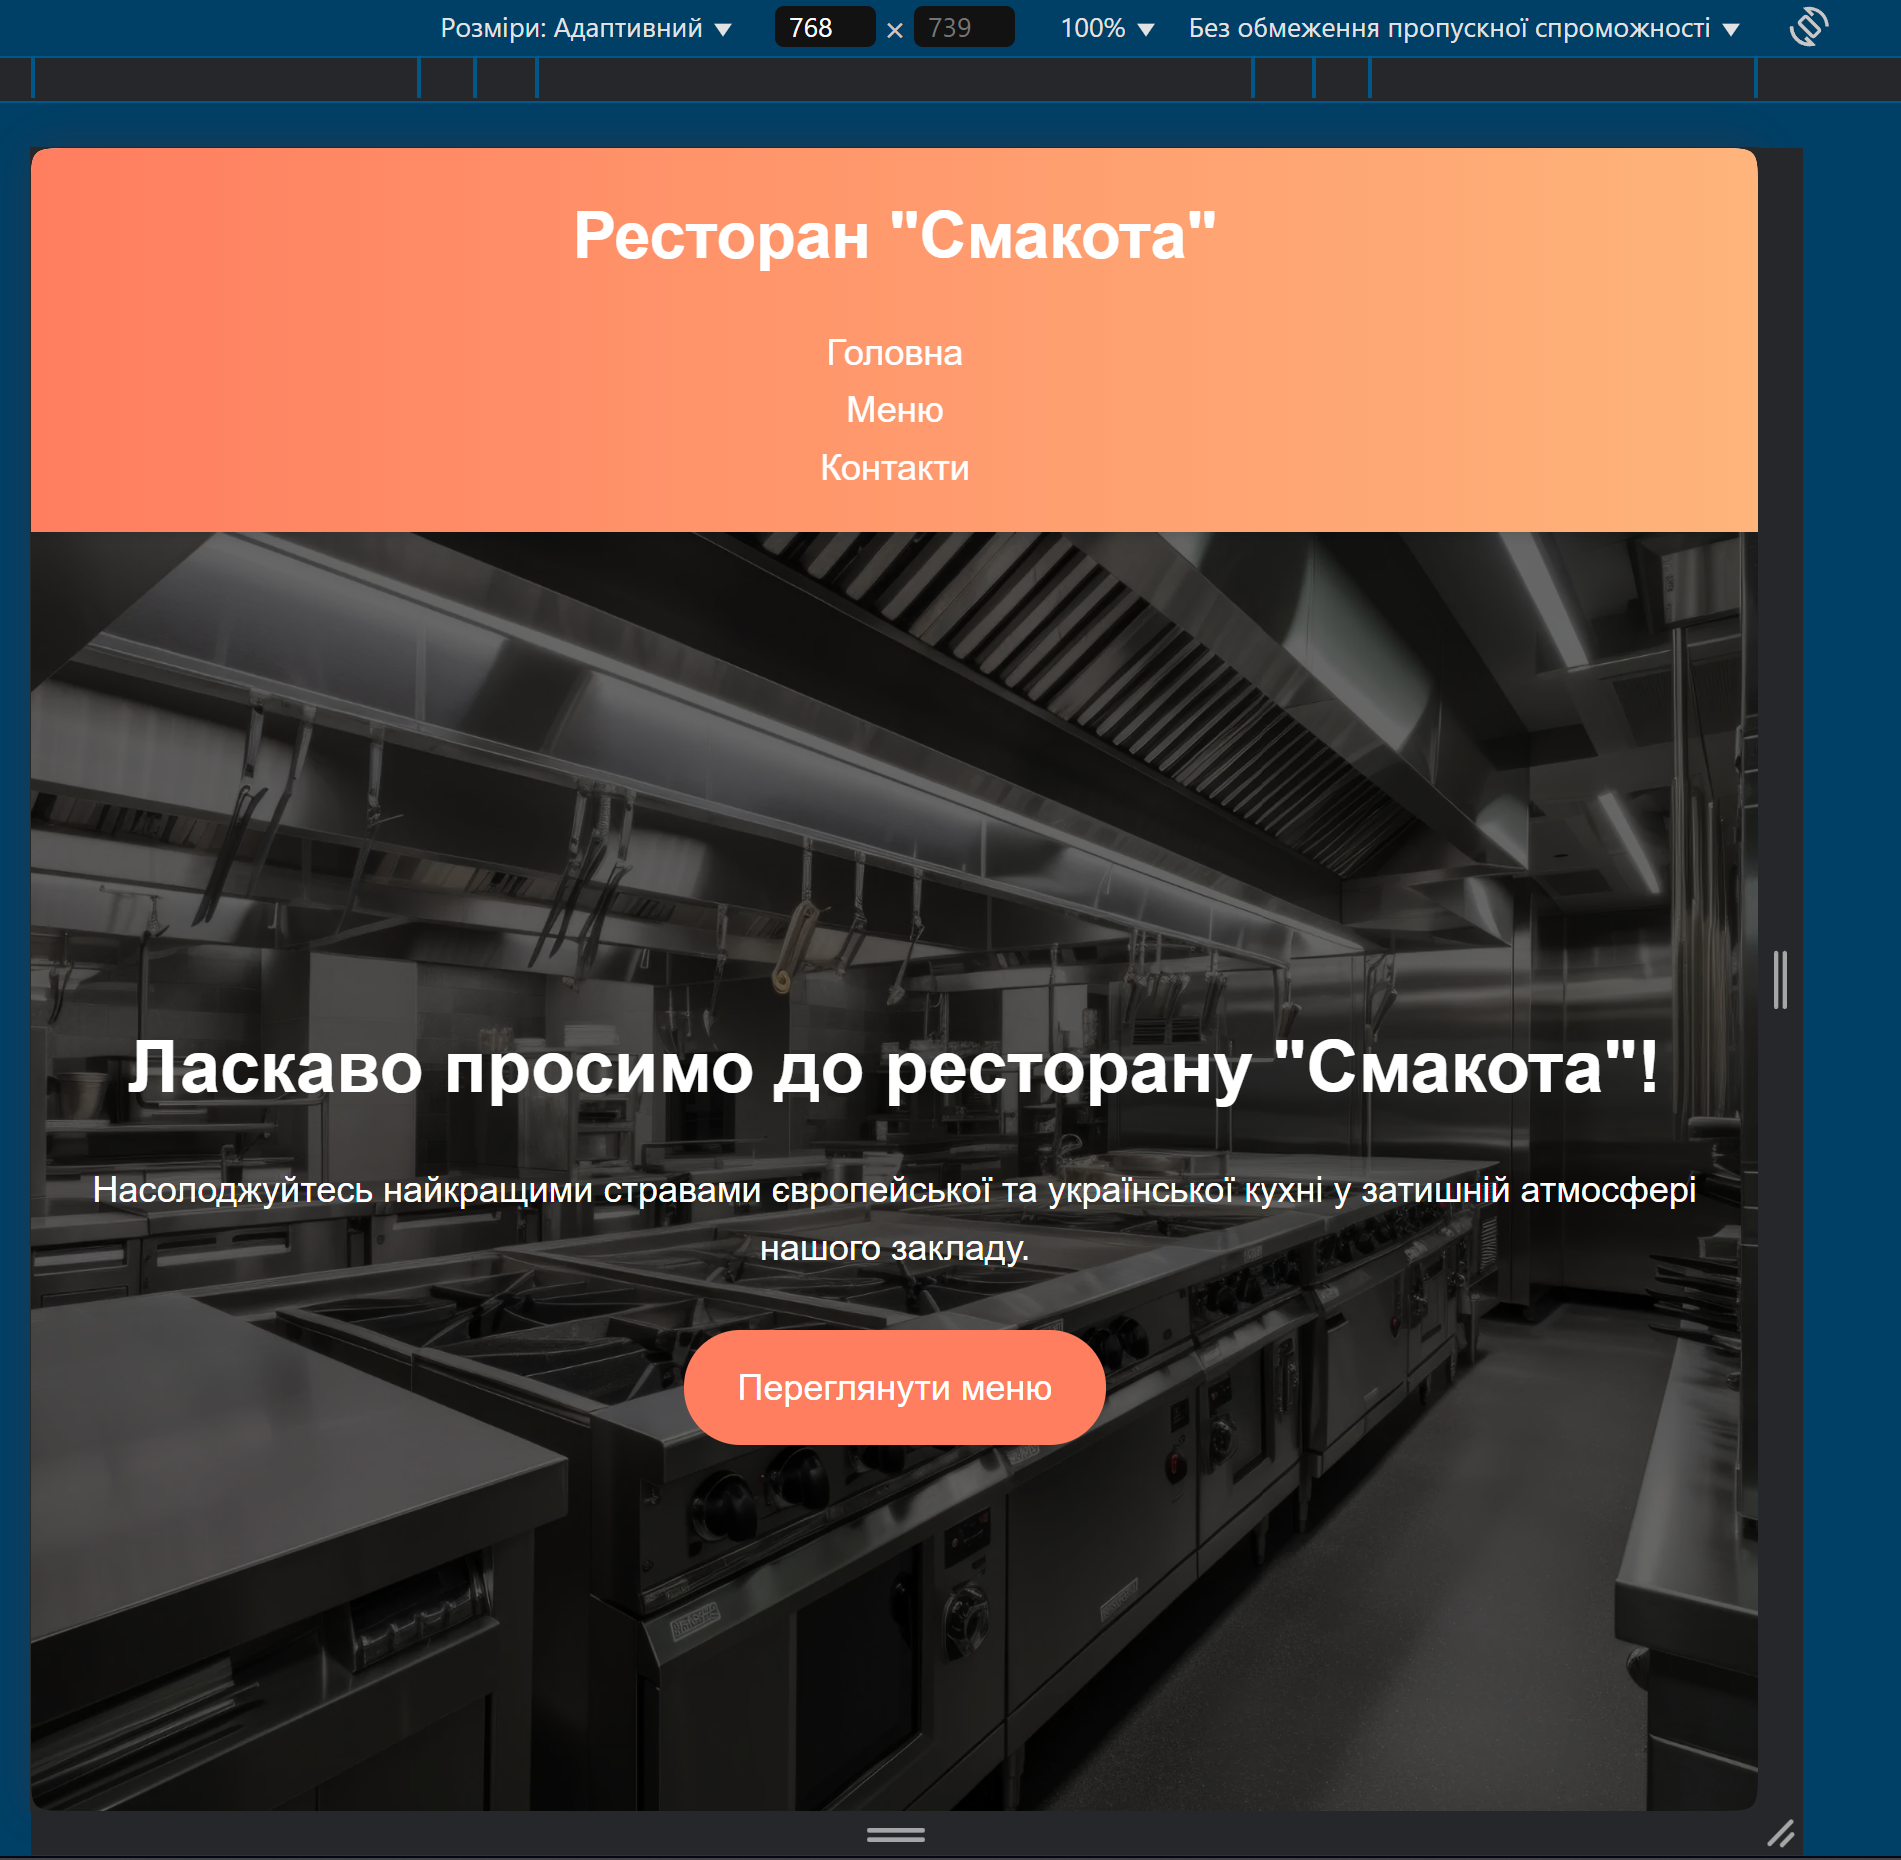 Розміри: Адаптивний 768 × 739 100% Без обмеження пропускної спроможності
Ресторан "Смакота"
Головна
Меню
Контакти
Ласкаво просимо до ресторану "Смакота"!
Насолоджуйтесь найкращими стравами європейської та української кухні у затишній атмосфері
нашого закладу.
Переглянути меню